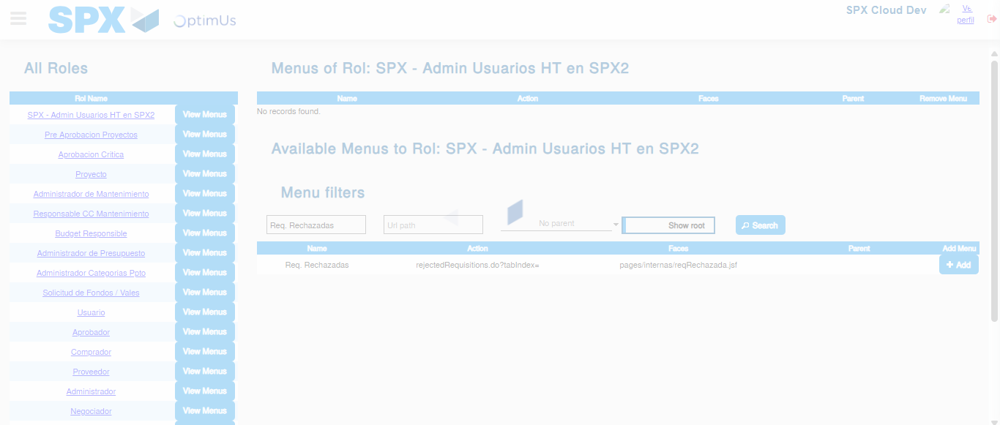 SPX OptimUs SPX Cloud Dev
perfil
All Roles
Rol Name
SPX - Admin Usuarios HT en SPX2 View Menus
Pre Aprobacion Proyectos View Menus
Aprobacion Critica View Menus
Proyecto View Menus
Administrador de Mantenimiento View Menus
Responsable CC Mantenimiento View Menus
Budget Responsible View Menus
Administrador de Presupuesto View Menus
Administrador Categorias Ppto View Menus
Solicitud de Fondos / Vales View Menus
Usuario View Menus
Aprobador View Menus
Comprador View Menus
Proveedor View Menus
Administrador View Menus
Negociador View Menus
Menus of Rol: SPX - Admin Usuarios HT en SPX2
Name Action Faces Parent Remove Menu
No records found.
Available Menus to Rol: SPX - Admin Usuarios HT en SPX2
Menu filters
Req. Rechazadas Url path No parent Show root Search
Name Action Faces Parent Add Menu
Req. Rechazadas rejectedRequisitions.do?tabIndex= pages/internas/reqRechazada.jsf Add